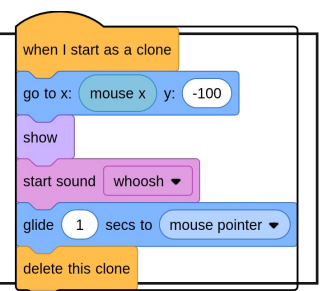 when I start as a clone
go to x: mouse x y: -100
show
start sound whoosh
glide 1 secs to mouse pointer
delete this clone